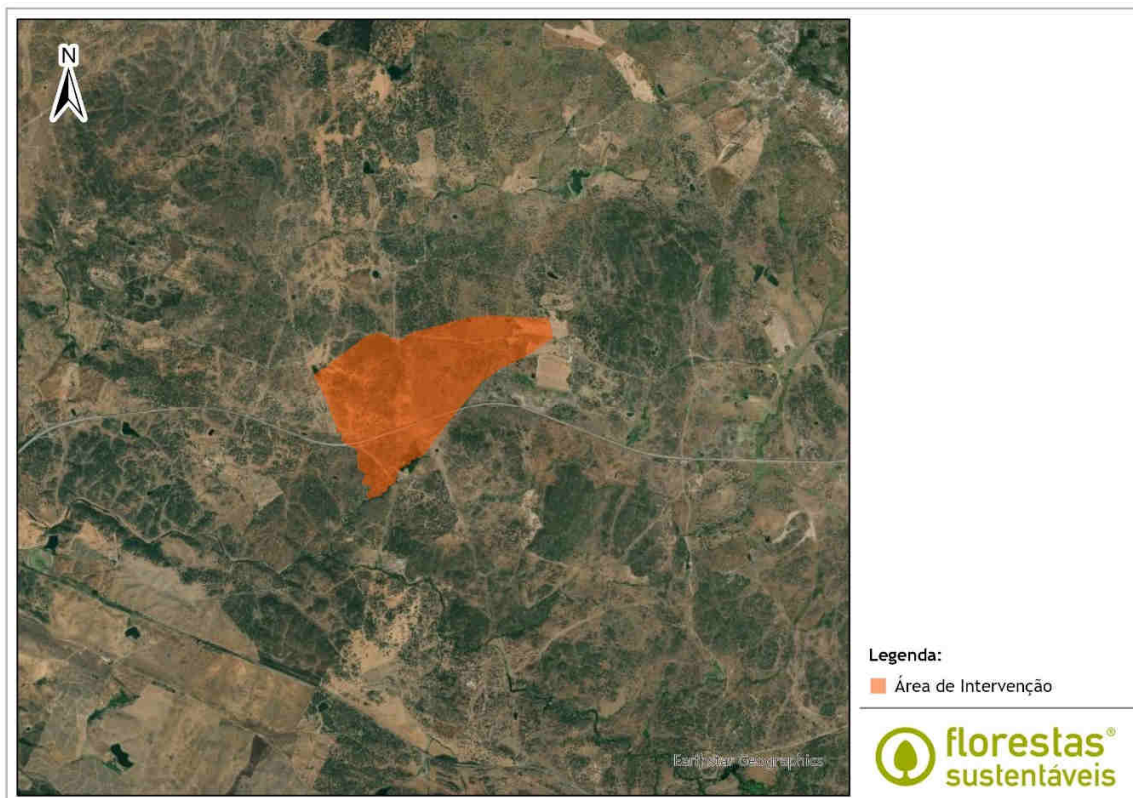 N
Earthstar Geographics
Legenda:
Área de Intervenção
florestas®
sustentáveis